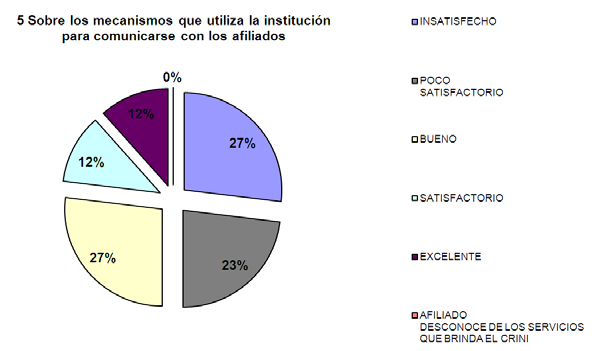 5 Sobre los mecanismos que utiliza la institución
para comunicarse con los afiliados
0%
12%
27%
12%
27%
23%
INSATISFECHO
POCO
SATISFACTORIO
BUENO
SATISFACTORIO
EXCELENTE
AFILIADO
DESCONOCE DE LOS SERVICIOS
QUE BRINDA EL CRINI